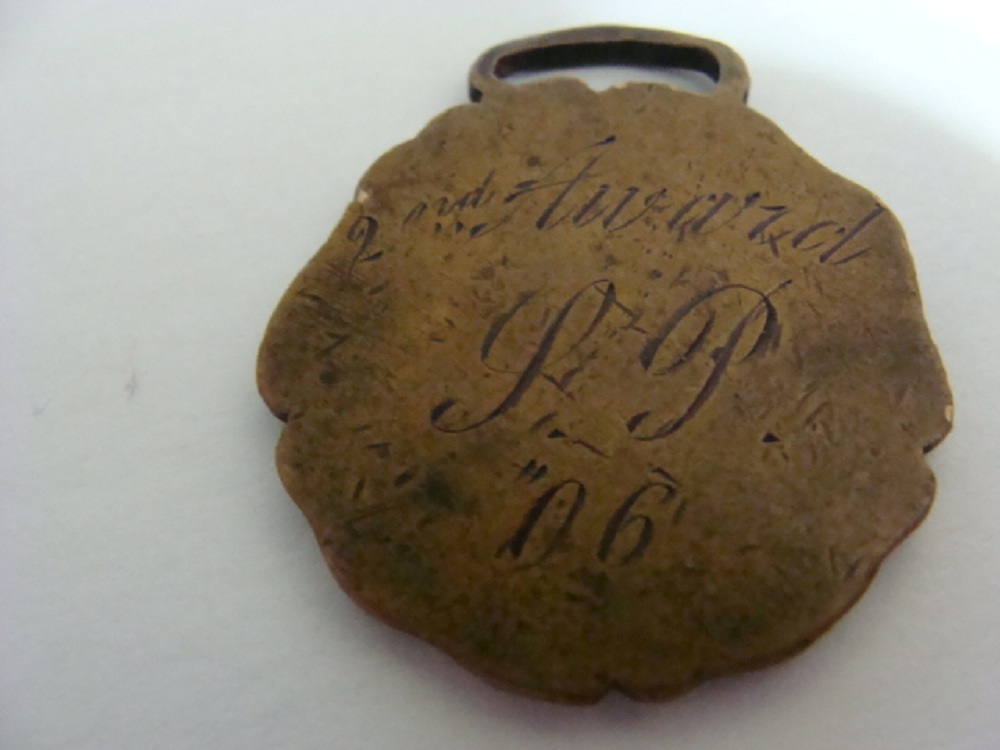 2nd Award
S. P.
"06